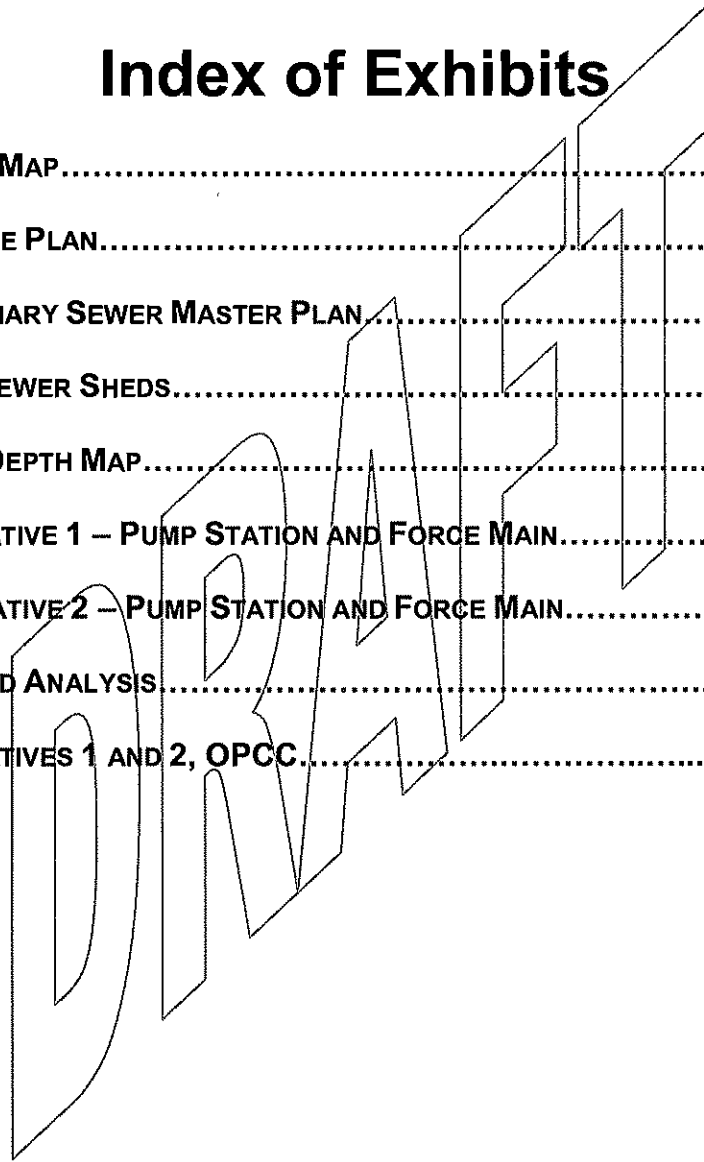 Index of Exhibits
MAP........................................................................
E PLAN........................................................................
IARY SEWER MASTER PLAN........................................................................
EWER SHEDS........................................................................
DEPTH MAP........................................................................
TIVE 1 – PUMP STATION AND FORCE MAIN........................................................................
ATIVE 2 – PUMP STATION AND FORCE MAIN........................................................................
D ANALYSIS........................................................................
TIVES 1 AND 2, OPCC........................................................................
DRAFT